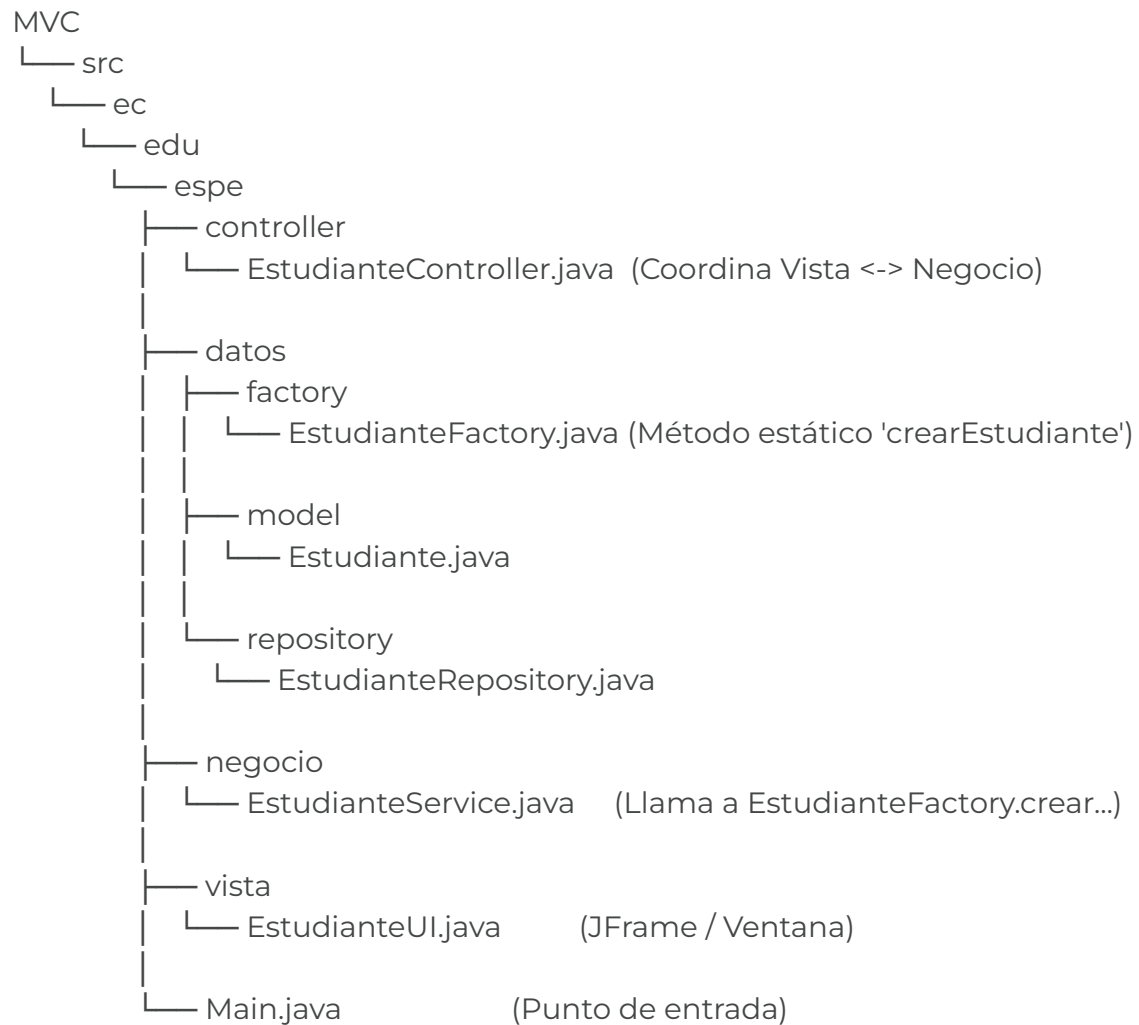 MVC
└── src
└── ec
└── edu
└── espe
├── controller
│ └── EstudianteController.java (Coordina Vista <-> Negocio)
│
├── datos
│ ├── factory
│ │ └── EstudianteFactory.java (Método estático 'crearEstudiante')
│ │
│ ├── model
│ │ └── Estudiante.java
│ │
│ └── repository
│ └── EstudianteRepository.java
│
├── negocio
│ └── EstudianteService.java (Llama a EstudianteFactory.crear...)
│
├── vista
│ └── EstudianteUI.java (JFrame / Ventana)
│
└── Main.java (Punto de entrada)